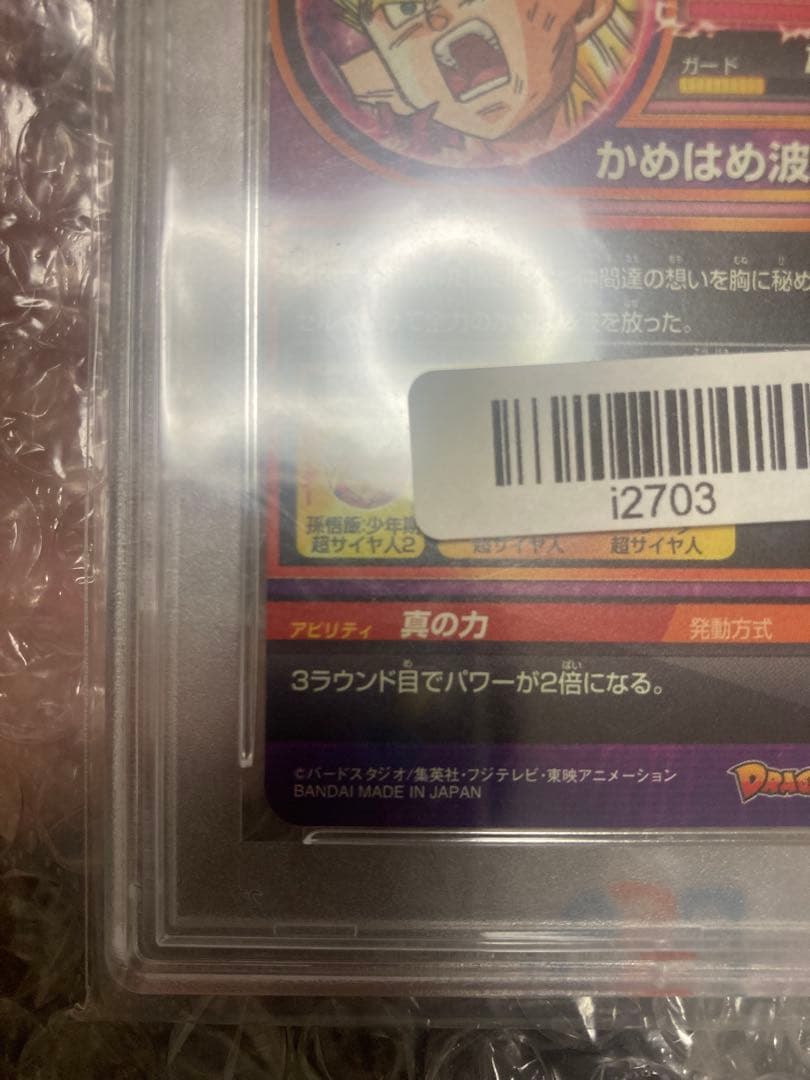 ガード
かめはめ波
仲間達の想いを胸に秘め
を放った。
i2703
孫悟飯:少年期
超サイヤ人2
超サイヤ人
超サイヤ人
アビリティ 真の力 発動方式
3ラウンド目でパワーが2倍になる。
©バードスタジオ/集英社・フジテレビ・東映アニメーション
BANDAI MADE IN JAPAN
DRAG